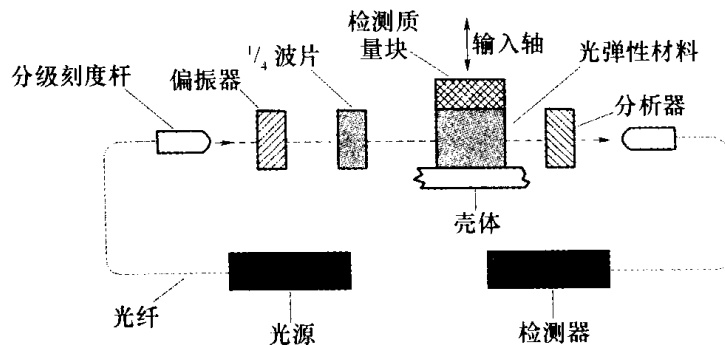 检测质
量块
输入轴
1/4 波片
光弹性材料
分级刻度杆
偏振器
分析器
壳体
光纤
光源
检测器